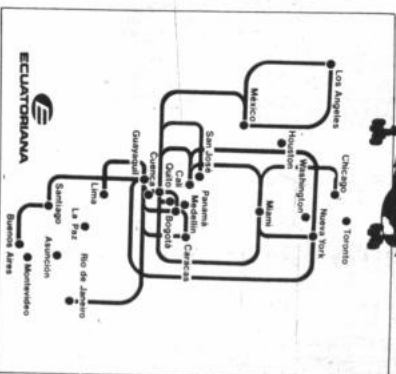 Los Angeles
México
Houston
Chicago
Washington
Toronto
Nueva York
Miami
San José
Panamá
Medellín
Cali
Quito
Bogotá
Caracas
Cuenca
Guayaquil
Lima
La Paz
Rio de Janeiro
Asunción
Santiago
Montevideo
Buenos Aires
ECUATORIANA